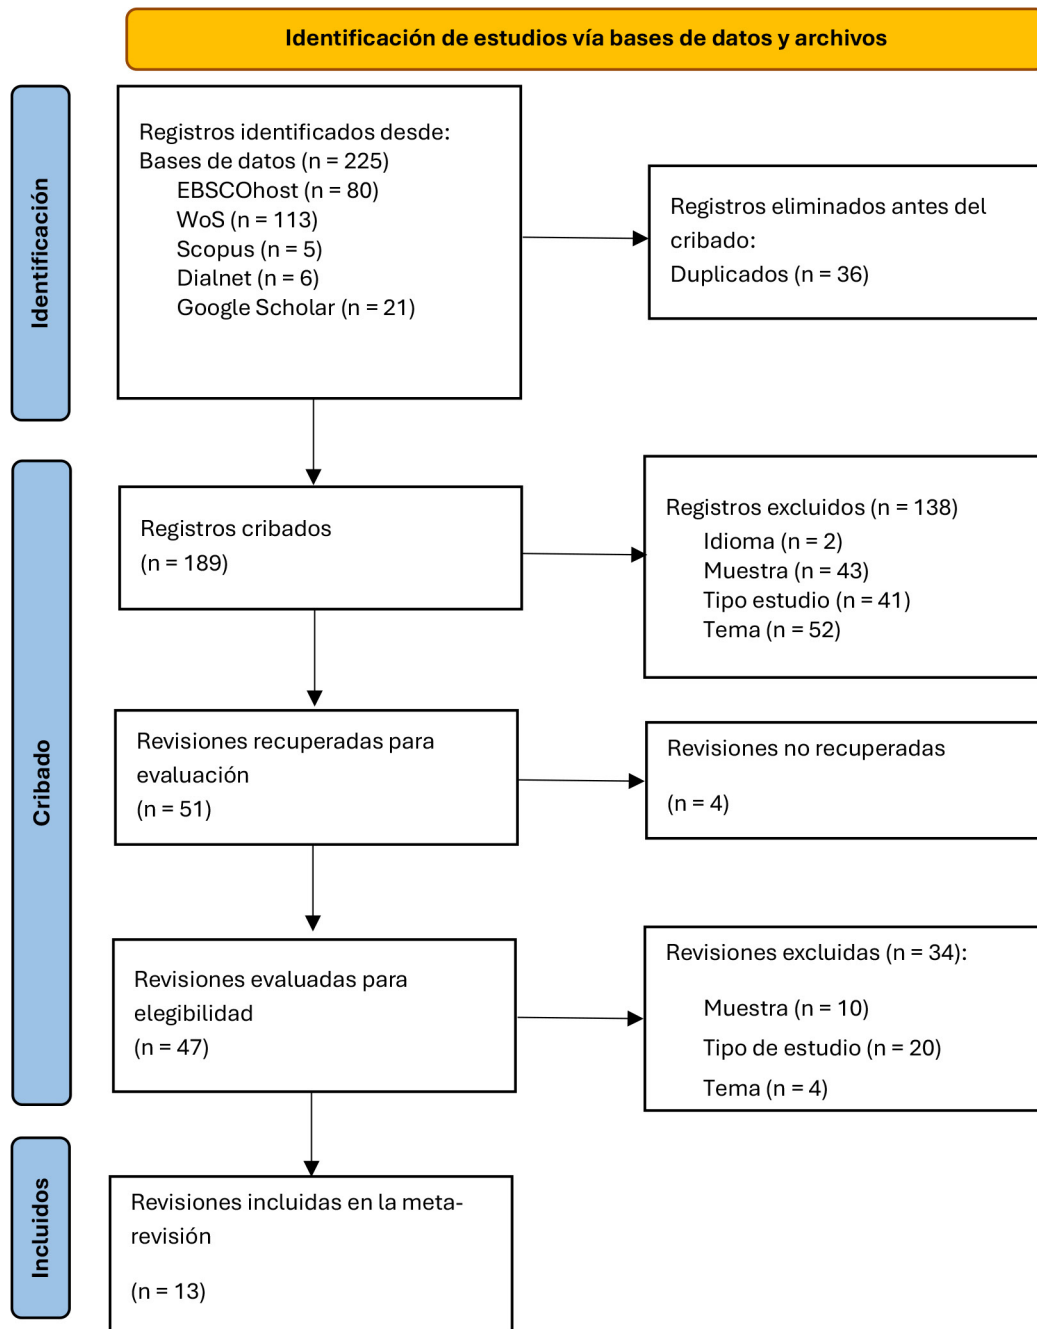 Identificación de estudios vía bases de datos y archivos
Identificación
Registros identificados desde:
Bases de datos (n = 225)
EBSCOhost (n = 80)
WoS (n = 113)
Scopus (n = 5)
Dialnet (n = 6)
Google Scholar (n = 21)
Registros eliminados antes del
cribado:
Duplicados (n = 36)
Cribado
Registros cribados
(n = 189)
Registros excluidos (n = 138)
Idioma (n = 2)
Muestra (n = 43)
Tipo estudio (n = 41)
Tema (n = 52)
Revisiones recuperadas para
evaluación
(n = 51)
Revisiones no recuperadas
(n = 4)
Revisiones evaluadas para
elegibilidad
(n = 47)
Revisiones excluidas (n = 34):
Muestra (n = 10)
Tipo de estudio (n = 20)
Tema (n = 4)
Incluidos
Revisiones incluidas en la meta-
revisión
(n = 13)